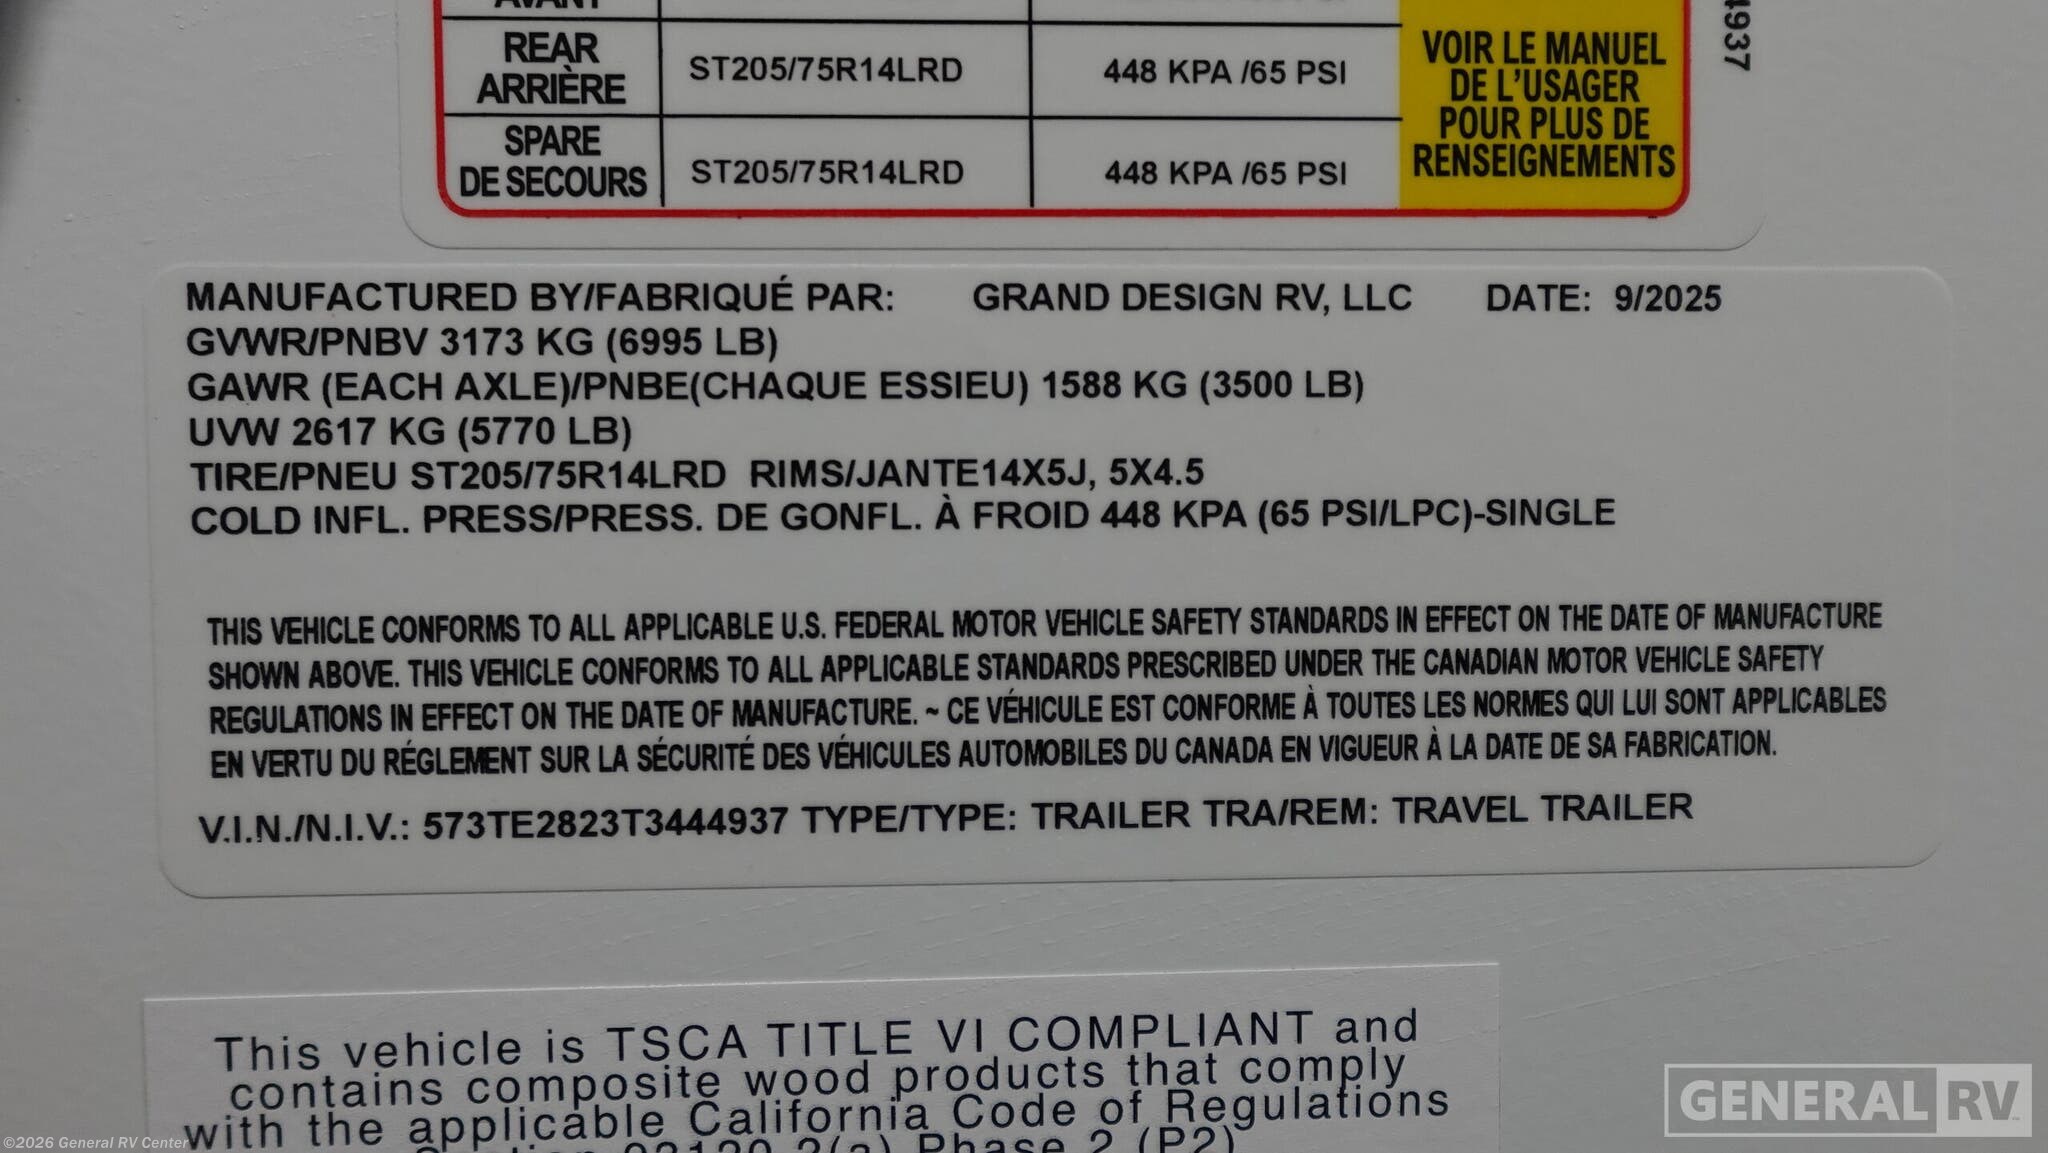 AVANT
REAR
ARRIÈRE
ST205/75R14LRD
448 KPA /65 PSI
SPARE
DE SECOURS
ST205/75R14LRD
448 KPA /65 PSI
VOIR LE MANUEL
DE L'USAGER
POUR PLUS DE
RENSEIGNEMENTS
4937
MANUFACTURED BY/FABRIQUÉ PAR: GRAND DESIGN RV, LLC DATE: 9/2025
GVWR/PNBV 3173 KG (6995 LB)
GAWR (EACH AXLE)/PNBE(CHAQUE ESSIEU) 1588 KG (3500 LB)
UVW 2617 KG (5770 LB)
TIRE/PNEU ST205/75R14LRD RIMS/JANTE14X5J, 5X4.5
COLD INFL. PRESS/PRESS. DE GONFL. À FROID 448 KPA (65 PSI/LPC)-SINGLE
THIS VEHICLE CONFORMS TO ALL APPLICABLE U.S. FEDERAL MOTOR VEHICLE SAFETY STANDARDS IN EFFECT ON THE DATE OF MANUFACTURE
SHOWN ABOVE. THIS VEHICLE CONFORMS TO ALL APPLICABLE STANDARDS PRESCRIBED UNDER THE CANADIAN MOTOR VEHICLE SAFETY
REGULATIONS IN EFFECT ON THE DATE OF MANUFACTURE. ~ CE VÉHICULE EST CONFORME À TOUTES LES NORMES QUI LUI SONT APPLICABLES
EN VERTU DU RÉGLEMENT SUR LA SÉCURITÉ DES VÉHICULES AUTOMOBILES DU CANADA EN VIGUEUR À LA DATE DE SA FABRICATION.
V.I.N./N.I.V.: 573TE2823T3444937 TYPE/TYPE: TRAILER TRA/REM: TRAVEL TRAILER
This vehicle is TSCA TITLE VI COMPLIANT and
contains composite wood products that comply
with the applicable California Code of Regulations
Section 93120.2(a) Phase 2 (P2)
GENERAL RV
©2026 General RV Center